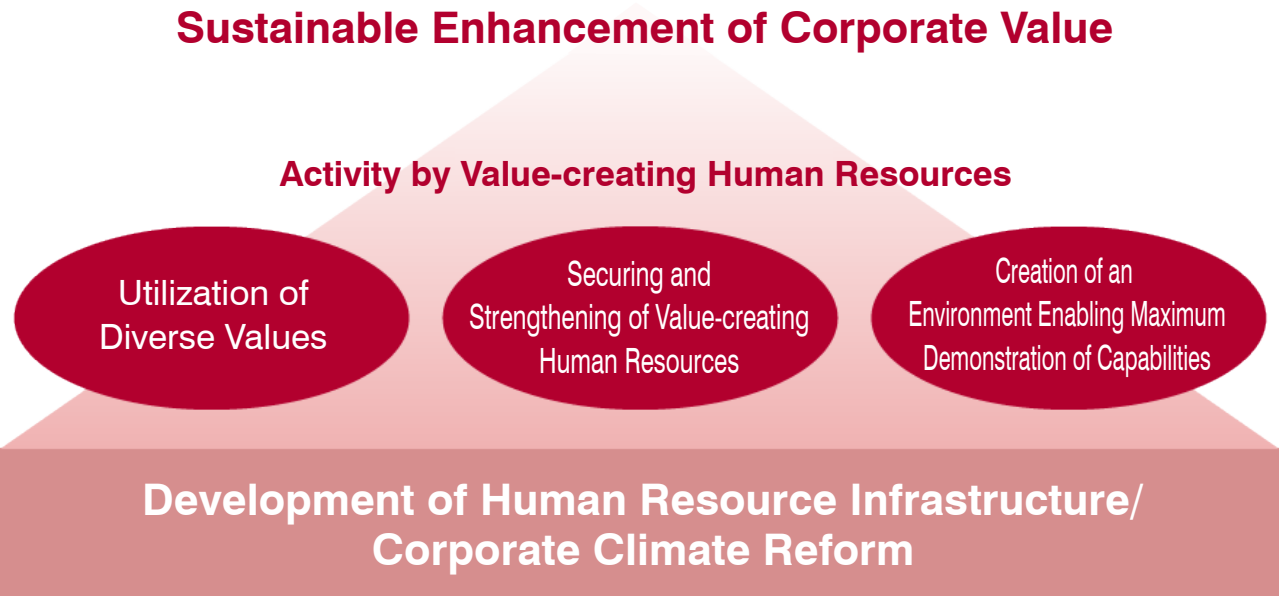 Sustainable Enhancement of Corporate Value
Activity by Value-creating Human Resources
Utilization of
Diverse Values
Securing and
Strengthening of Value-creating
Human Resources
Creation of an
Environment Enabling Maximum
Demonstration of Capabilities
Development of Human Resource Infrastructure/
Corporate Climate Reform